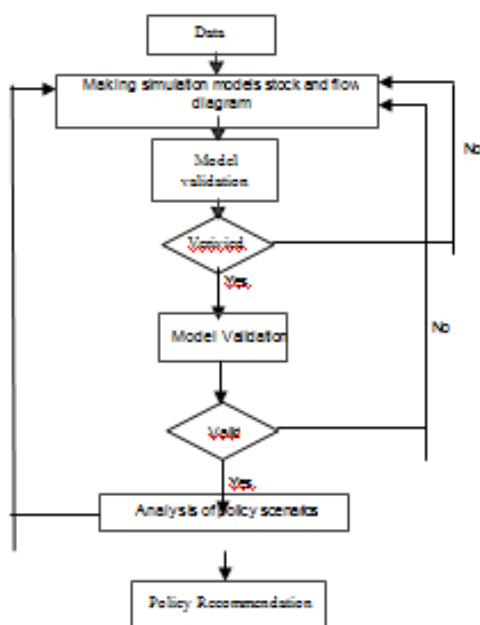 Data
Making simulation models stock and flow
diagram
Model
validation
No
Verivied
Yes
Model Validation
No
Valid
Yes
Analysis of policy scenarios
Policy Recommendation